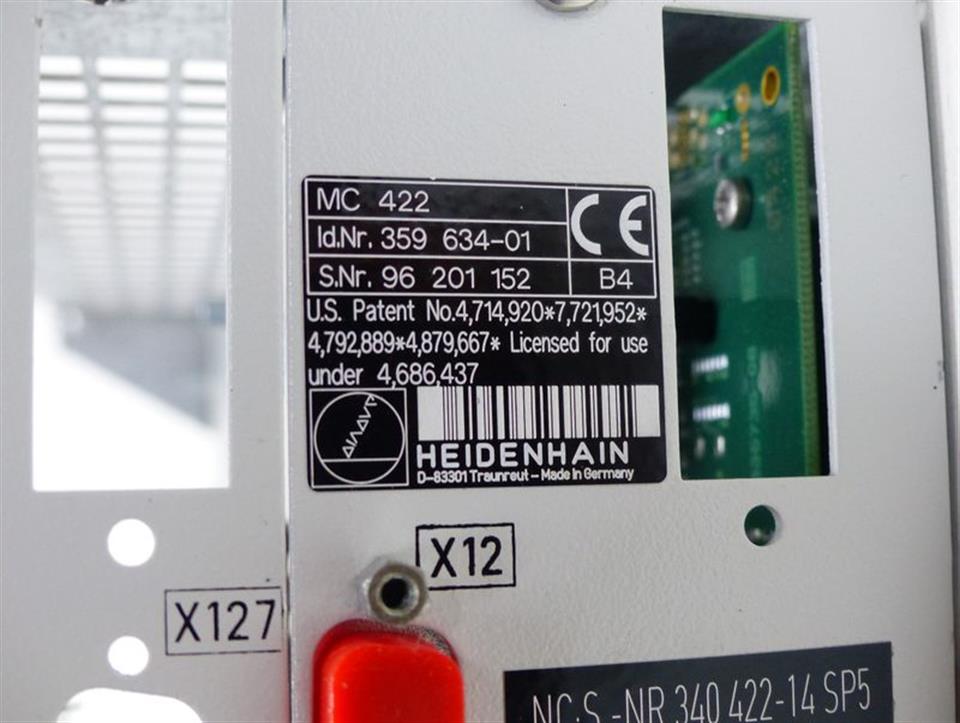 MC 422
Id.Nr. 359 634-01
S.Nr. 96 201 152 B4
CE
U.S. Patent No.4,714,920*7,721,952*
4,792,889*4,879,667* Licensed for use
under 4,686,437
HEIDENHAIN
D-83301 Traunreut - Made in Germany
X12
X127
NC-S.-NR 340 422-14 SP5